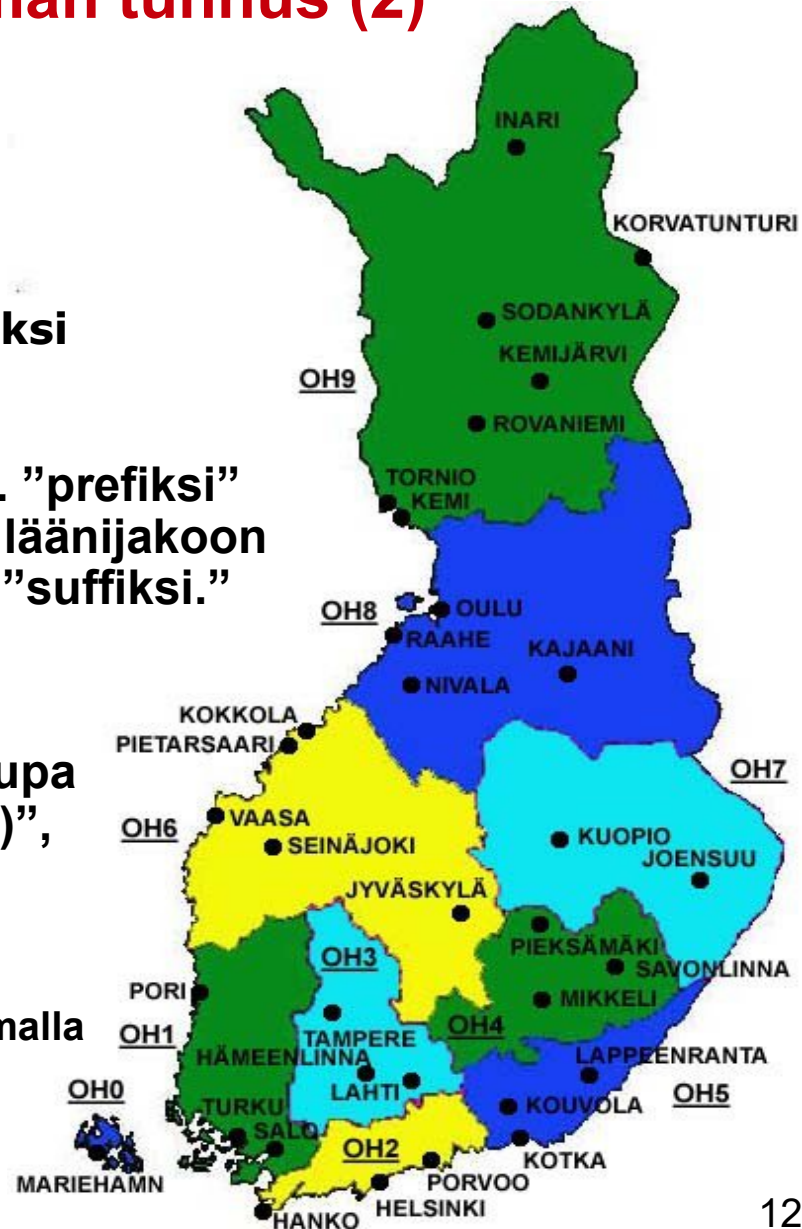 nan tunnus (2)
ksi
. ”prefiksi”
läänijakoon
”suffiksi.”
upa
)”,
malla
INARI
KORVATUNTURI
SODANKYLÄ
KEMIJÄRVI
OH9
ROVANIEMI
TORNIO
KEMI
OH8
OULU
RAAHE
KAJAANI
NIVALA
KOKKOLA
PIETARSAARI
OH7
OH6
VAASA
KUOPIO
SEINÄJOKI
JOENSUU
JYVÄSKYLÄ
PIEKSÄMÄKI
OH3
SAVONLINNA
PORI
MIKKELI
OH1
TAMPERE
OH4
HÄMEENLINNA
LAPPEENRANTA
LAHTI
OH0
OH5
TURKU
KOUVOLA
SALO
OH2
KOTKA
MARIEHAMN
PORVOO
HELSINKI
HANKO
12